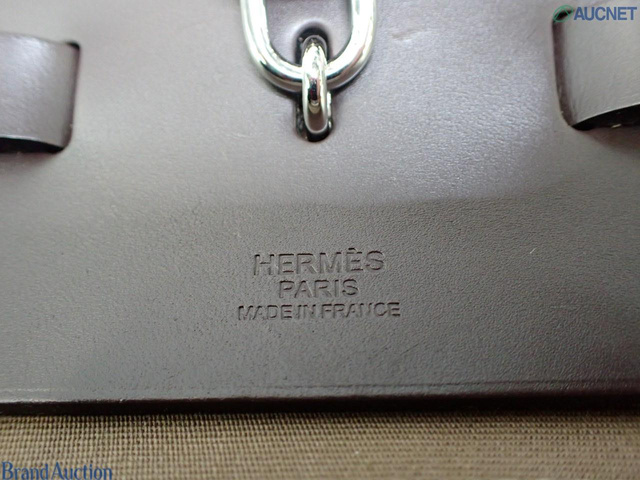 AUCNET
HERMÈS
PARIS
MADE IN FRANCE
Brand Auction